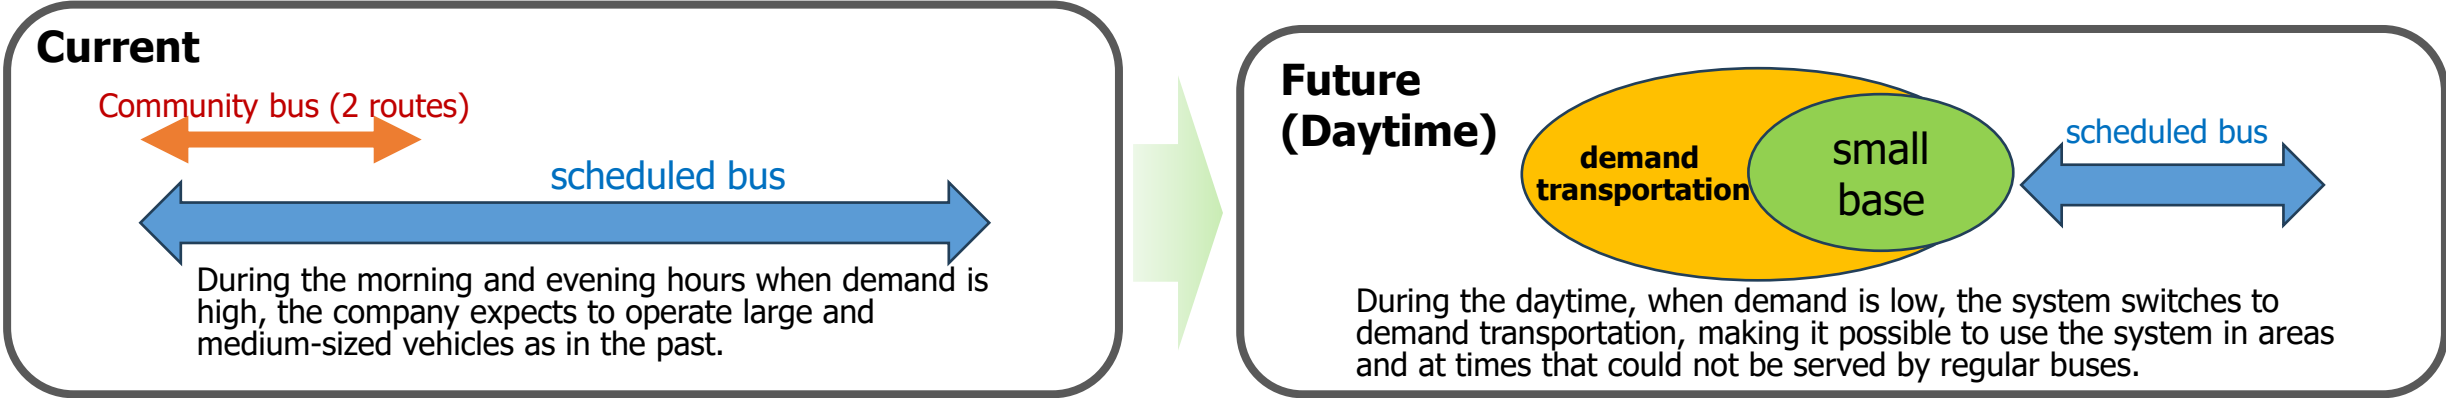 Current
Community bus (2 routes)
scheduled bus
During the morning and evening hours when demand is
high, the company expects to operate large and
medium-sized vehicles as in the past.
Future
(Daytime)
demand
transportation
small
base
scheduled bus
During the daytime, when demand is low, the system switches to
demand transportation, making it possible to use the system in areas
and at times that could not be served by regular buses.